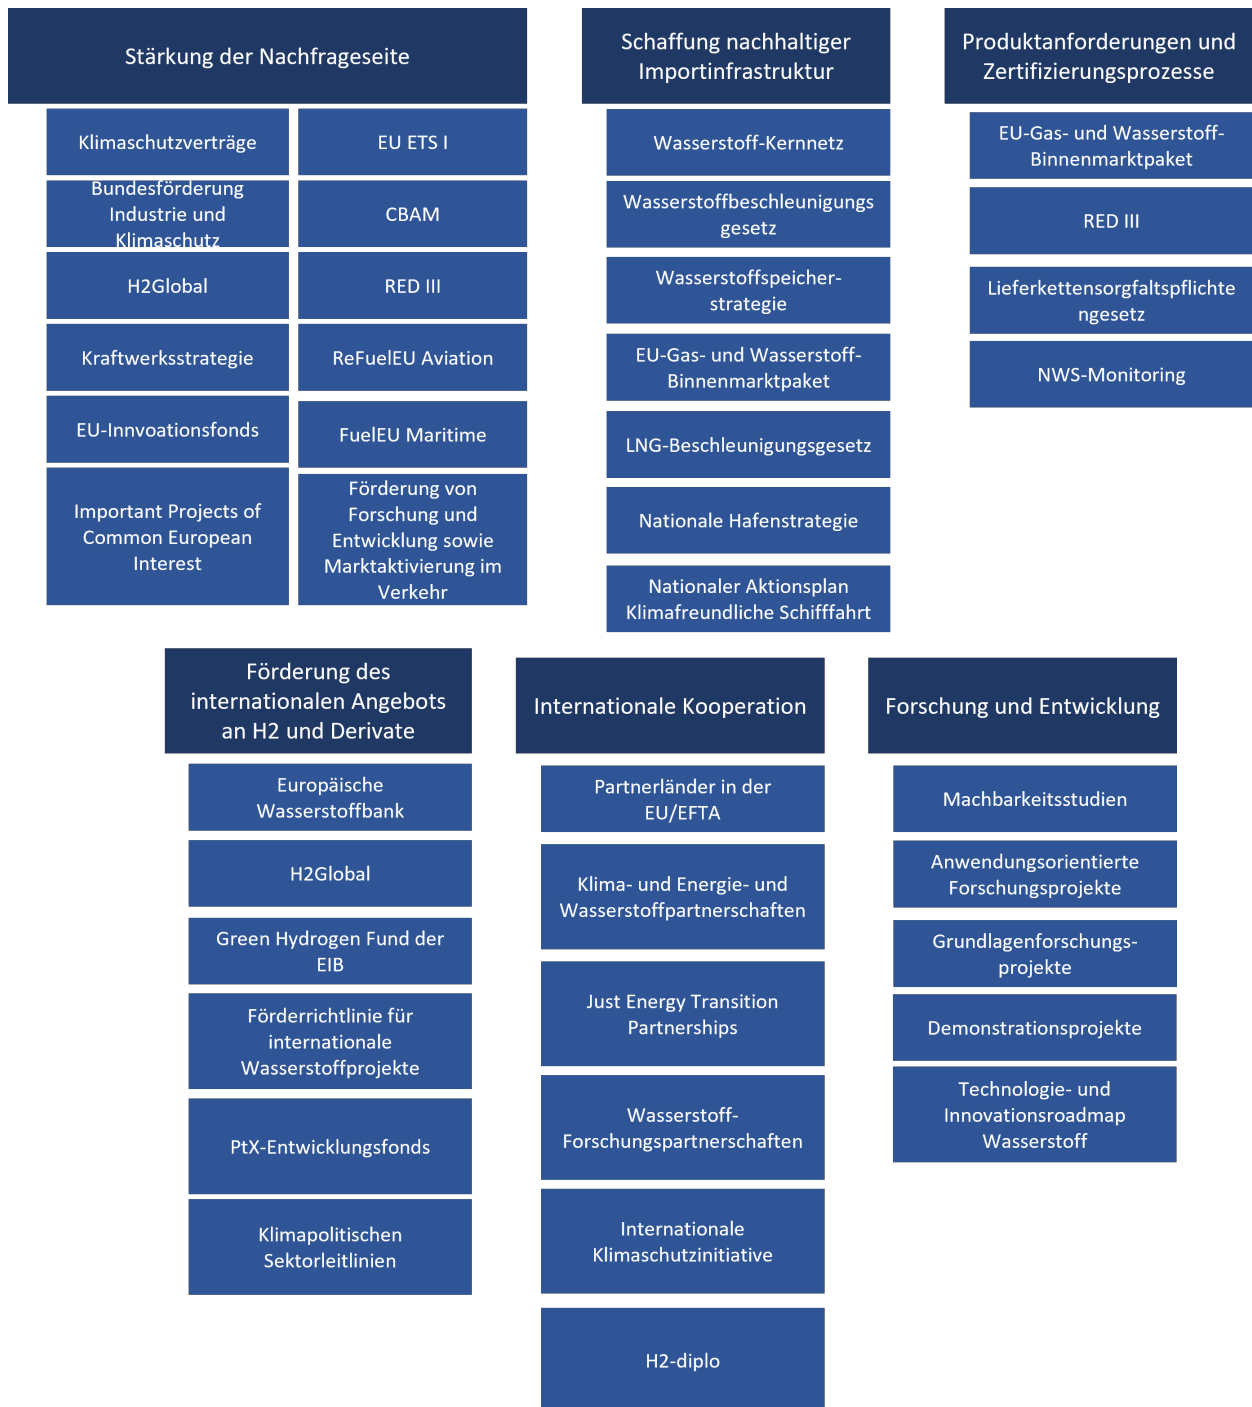 Stärkung der Nachfrageseite
Klimaschutzverträge
Bundesförderung
Industrie und
Klimaschutz
H2Global
Kraftwerksstrategie
EU-Innvoationsfonds
Important Projects of
Common European
Interest
EU ETS I
CBAM
RED III
ReFuelEU Aviation
FuelEU Maritime
Förderung von
Forschung und
Entwicklung sowie
Marktaktivierung im
Verkehr
Schaffung nachhaltiger
Importinfrastruktur
Wasserstoff-Kernnetz
Wasserstoffbeschleunigungs
gesetz
Wasserstoffspeicher-
strategie
EU-Gas- und Wasserstoff-
Binnenmarktpaket
LNG-Beschleunigungsgesetz
Nationale Hafenstrategie
Nationaler Aktionsplan
Klimafreundliche Schifffahrt
Produktanforderungen und
Zertifizierungsprozesse
EU-Gas- und Wasserstoff-
Binnenmarktpaket
RED III
Lieferkettensorgfaltspflichte
ngesetz
NWS-Monitoring
Förderung des
internationalen Angebots
an H2 und Derivate
Europäische
Wasserstoffbank
H2Global
Green Hydrogen Fund der
EIB
Förderrichtlinie für
internationale
Wasserstoffprojekte
PtX-Entwicklungsfonds
Klimapolitischen
Sektorleitlinien
Internationale Kooperation
Partnerländer in der
EU/EFTA
Klima- und Energie- und
Wasserstoffpartnerschaften
Just Energy Transition
Partnerships
Wasserstoff-
Forschungspartnerschaften
Internationale
Klimaschutzinitiative
H2-diplo
Forschung und Entwicklung
Machbarkeitsstudien
Anwendungsorientierte
Forschungsprojekte
Grundlagenforschungs-
projekte
Demonstrationsprojekte
Technologie- und
Innovationsroadmap
Wasserstoff